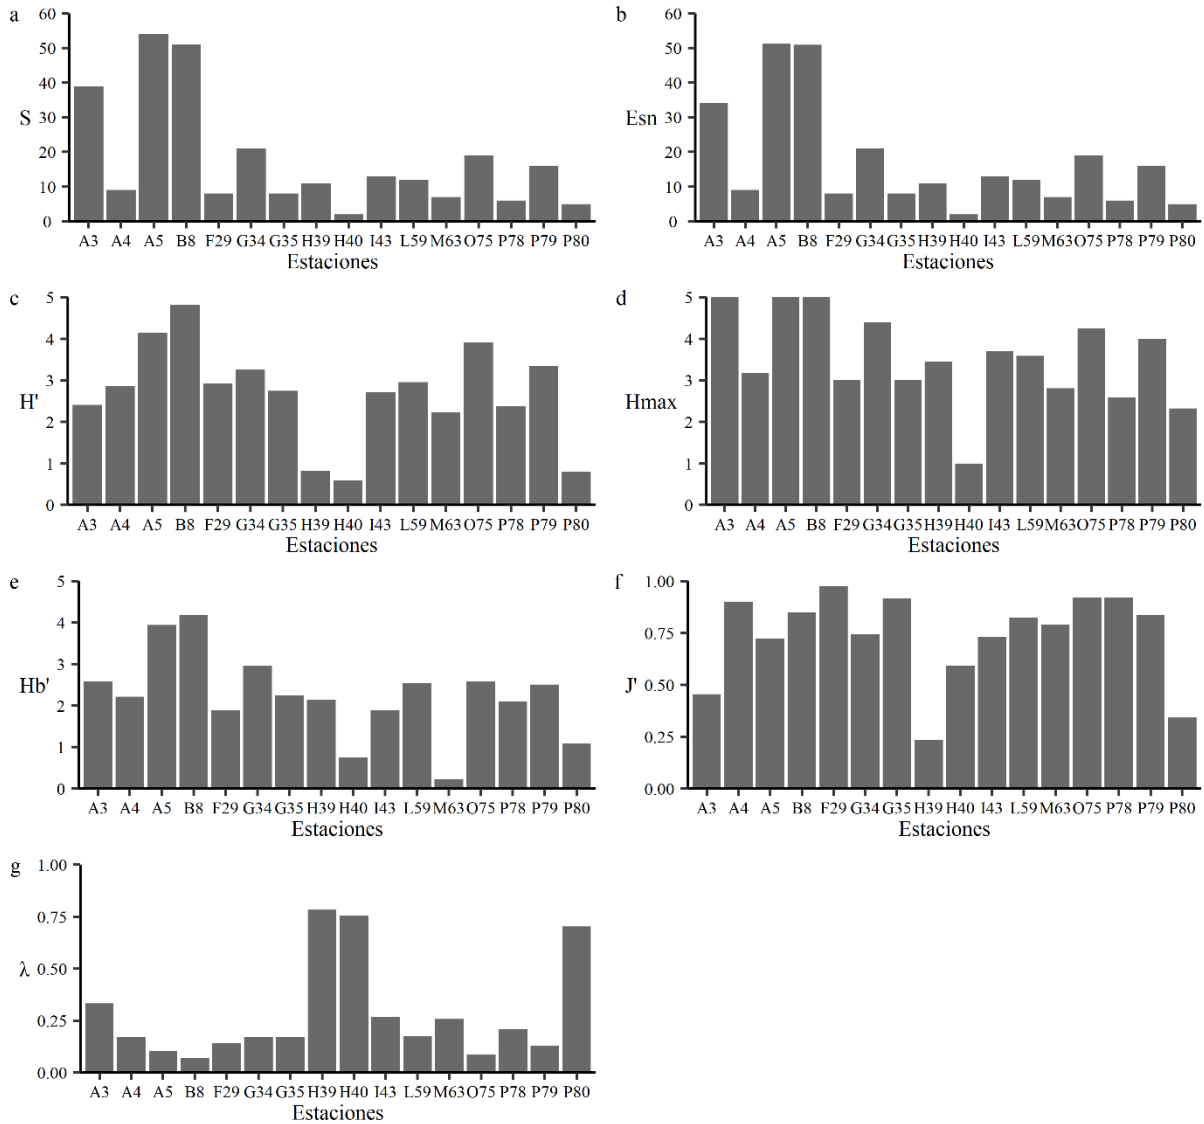 a
60
50
40
S 30
20
10
0
A3 A4 A5 B8 F29 G34 G35 H39 H40 I43 L59 M63 O75 P78 P79 P80
Estaciones
b
60
50
40
Esn 30
20
10
0
A3 A4 A5 B8 F29 G34 G35 H39 H40 I43 L59 M63 O75 P78 P79 P80
Estaciones
c
5
4
3
H'
2
1
0
A3 A4 A5 B8 F29 G34 G35 H39 H40 I43 L59 M63 O75 P78 P79 P80
Estaciones
d
5
4
3
Hmax
2
1
0
A3 A4 A5 B8 F29 G34 G35 H39 H40 I43 L59 M63 O75 P78 P79 P80
Estaciones
e
5
4
3
Hb'
2
1
0
A3 A4 A5 B8 F29 G34 G35 H39 H40 I43 L59 M63 O75 P78 P79 P80
Estaciones
f
1.00
0.75
J' 0.50
0.25
0.00
A3 A4 A5 B8 F29 G34 G35 H39 H40 I43 L59 M63 O75 P78 P79 P80
Estaciones
g
1.00
0.75
λ 0.50
0.25
0.00
A3 A4 A5 B8 F29 G34 G35 H39 H40 I43 L59 M63 O75 P78 P79 P80
Estaciones